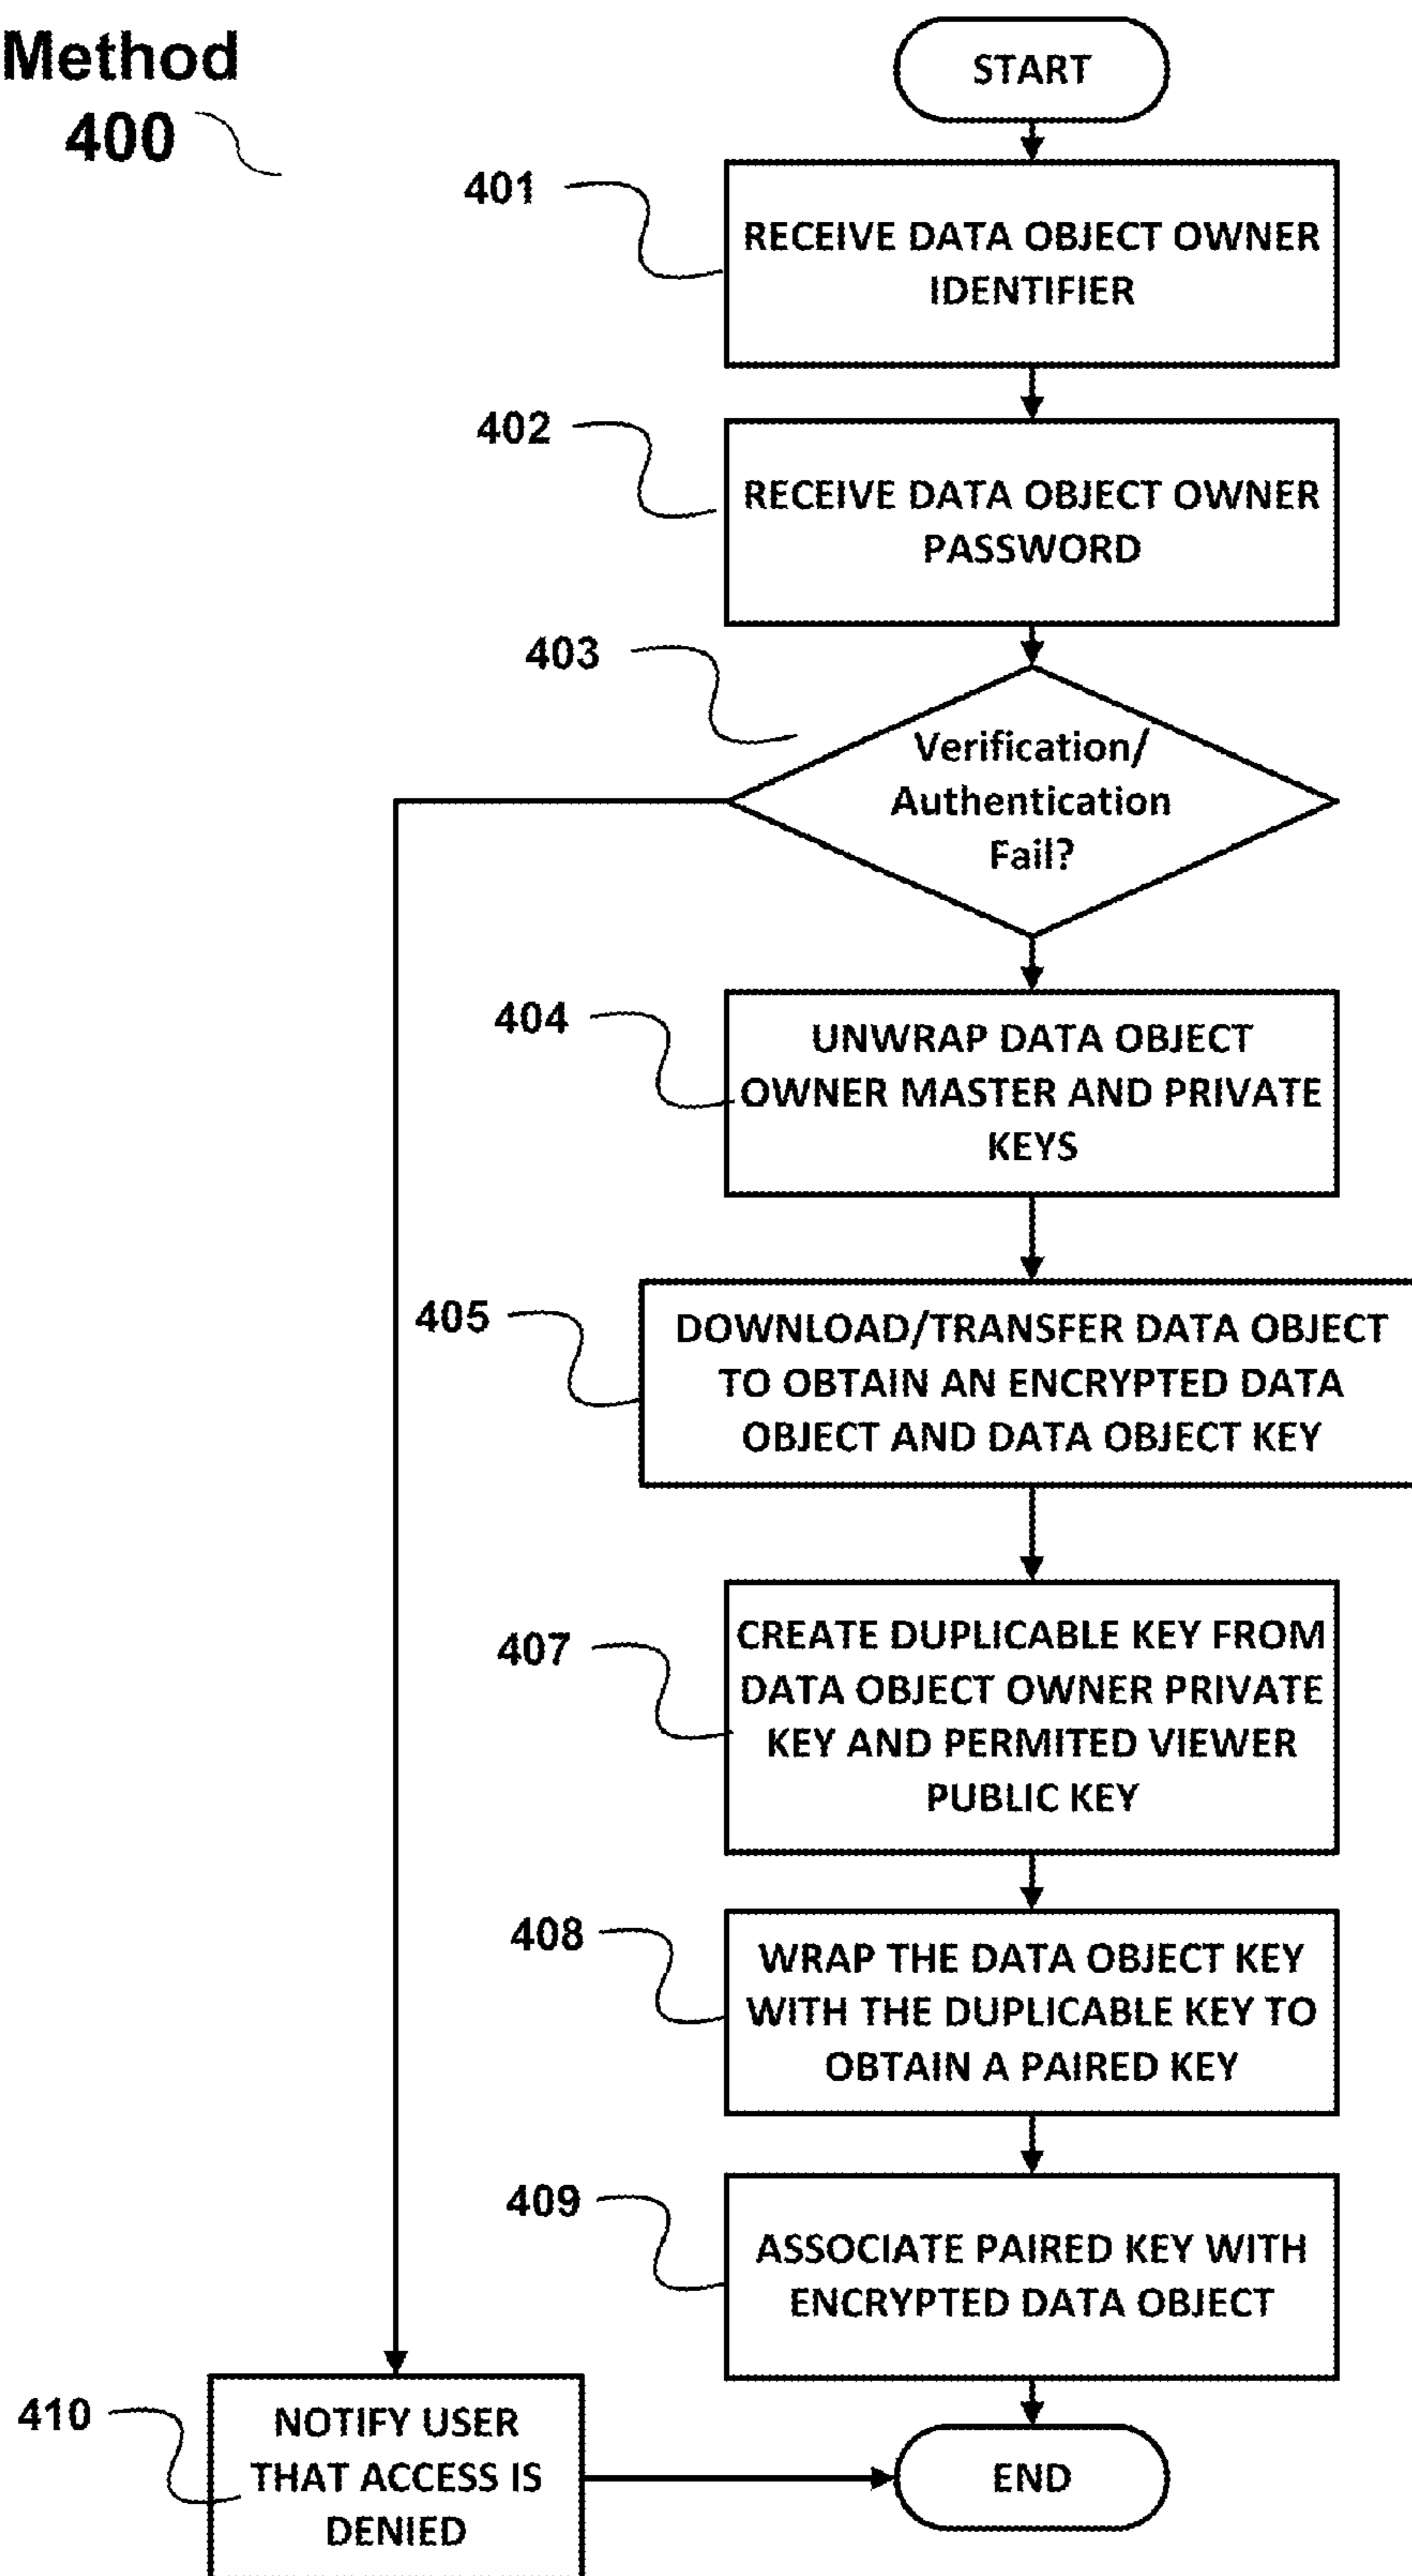 Method
400
START
401
RECEIVE DATA OBJECT OWNER
IDENTIFIER
402
RECEIVE DATA OBJECT OWNER
PASSWORD
403
Verification/
Authentication
Fail?
404
UNWRAP DATA OBJECT
OWNER MASTER AND PRIVATE
KEYS
405
DOWNLOAD/TRANSFER DATA OBJECT
TO OBTAIN AN ENCRYPTED DATA
OBJECT AND DATA OBJECT KEY
407
CREATE DUPLICABLE KEY FROM
DATA OBJECT OWNER PRIVATE
KEY AND PERMITED VIEWER
PUBLIC KEY
408
WRAP THE DATA OBJECT KEY
WITH THE DUPLICABLE KEY TO
OBTAIN A PAIRED KEY
409
ASSOCIATE PAIRED KEY WITH
ENCRYPTED DATA OBJECT
410
NOTIFY USER
THAT ACCESS IS
DENIED
END